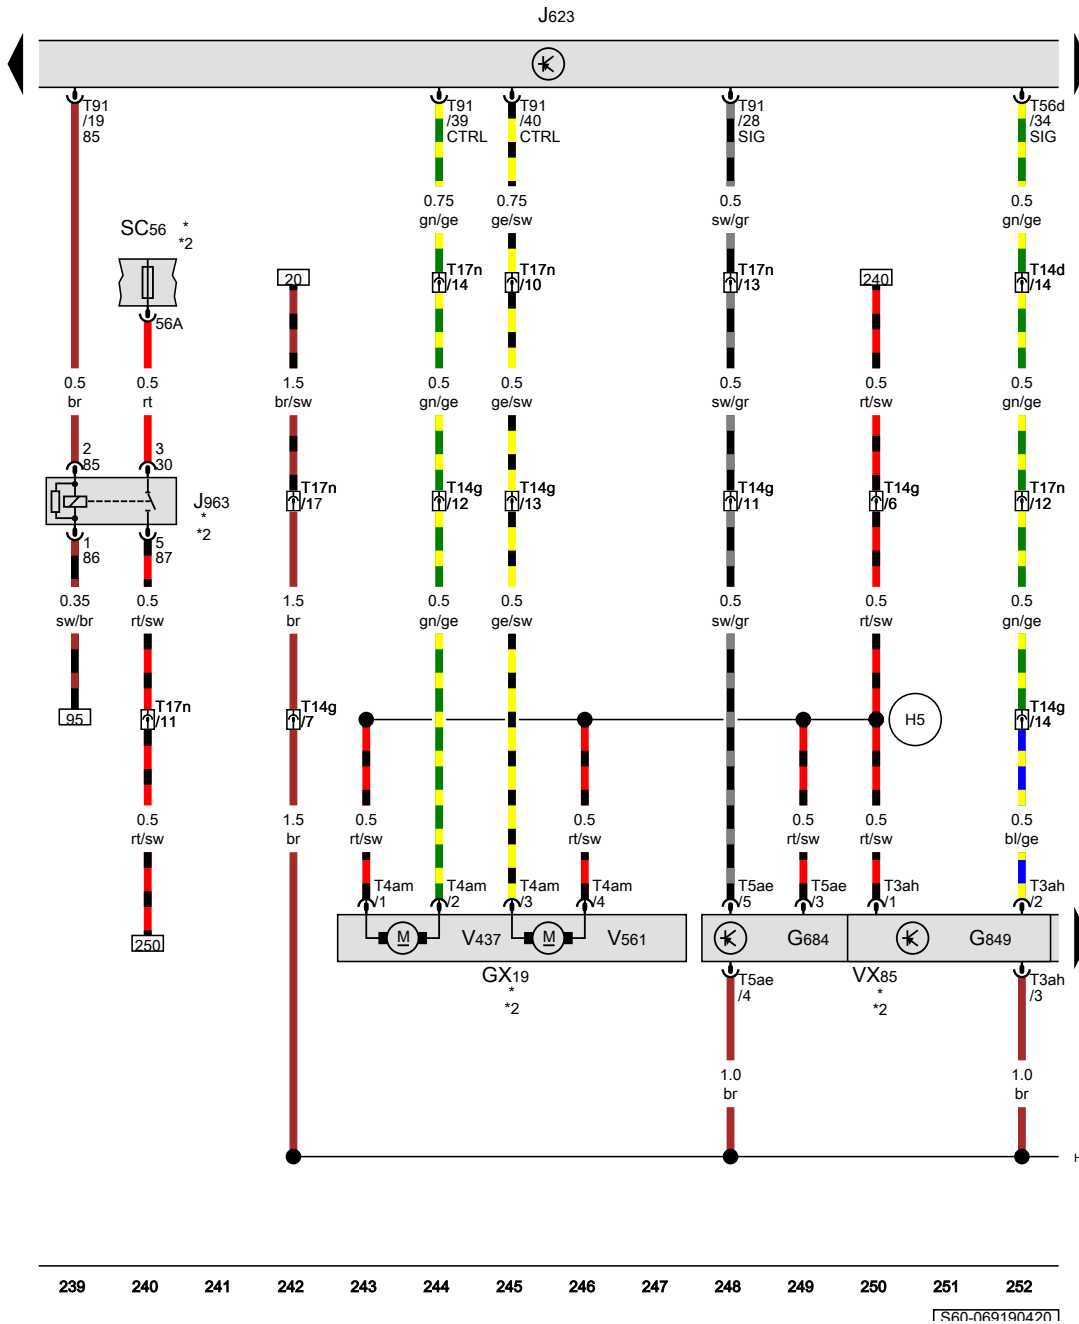 J623
T91
/19
85
T91
/39
CTRL
T91
/40
CTRL
T91
/28
SIG
T56d
/34
SIG
0.75
gn/ge
0.75
ge/sw
0.5
sw/gr
0.5
gn/ge
SC56
*
*2
56A
20
T17n
/14
T17n
/10
T17n
/13
240
T14d
/14
0.5
br
0.5
rt
1.5
br/sw
0.5
gn/ge
0.5
ge/sw
0.5
sw/gr
0.5
rt/sw
0.5
gn/ge
2
85
3
30
J963
*
*2
1
86
5
87
T17n
/17
T14g
/12
T14g
/13
T14g
/11
T14g
/6
T17n
/12
0.35
sw/br
0.5
rt/sw
1.5
br
0.5
gn/ge
0.5
ge/sw
0.5
sw/gr
0.5
rt/sw
0.5
gn/ge
95
T17n
/11
T14g
/7
H5
T14g
/14
0.5
rt/sw
1.5
br
0.5
rt/sw
0.5
rt/sw
0.5
rt/sw
0.5
rt/sw
0.5
bl/ge
T4am
/1
T4am
/2
T4am
/3
T4am
/4
T5ae
/5
T5ae
/3
T3ah
/1
T3ah
/2
250
M
V437
M
V561
G684
G849
GX19
*
*2
T5ae
/4
VX85
*
*2
T3ah
/3
1.0
br
1.0
br
239 240 241 242 243 244 245 246 247 248 249 250 251 252
S60-069190420